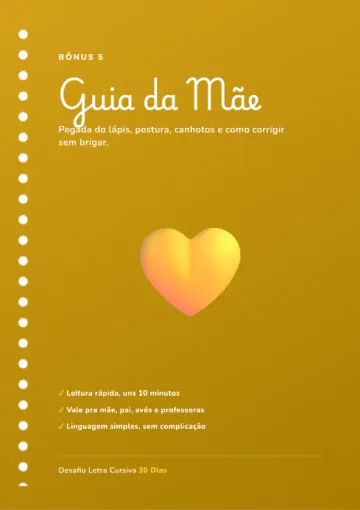 BÔNUS 5
Guia da Mãe
Pegada do lápis, postura, canhotos e como corrigir
sem brigar.
✓ Leitura rápida, uns 10 minutos
✓ Vale pra mãe, pai, avós e professoras
✓ Linguagem simples, sem complicação
Desafio Letra Cursiva 30 Dias